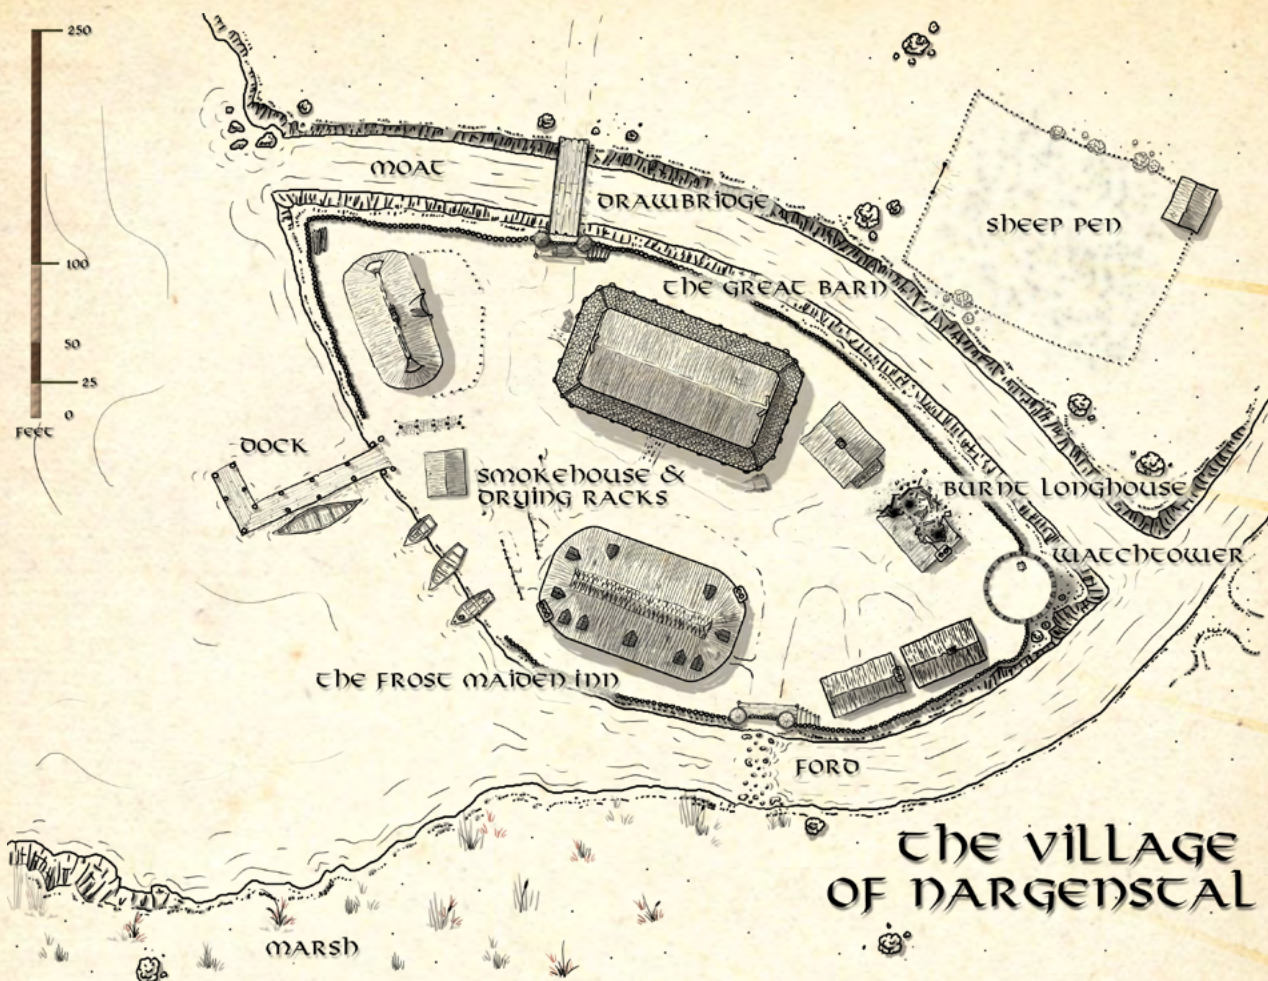 250
100
50
25
0
FEET
MOAT
DRAWBRIDGE
SHEEP PEN
THE GREAT BARN
DOCK
SMOKEHOUSE &
DRYING RACKS
BURNT LONGHOUSE
WATCHTOWER
THE FROST MAIDEN INN
FORD
THE VILLAGE
OF NARGENSTAL
MARSH